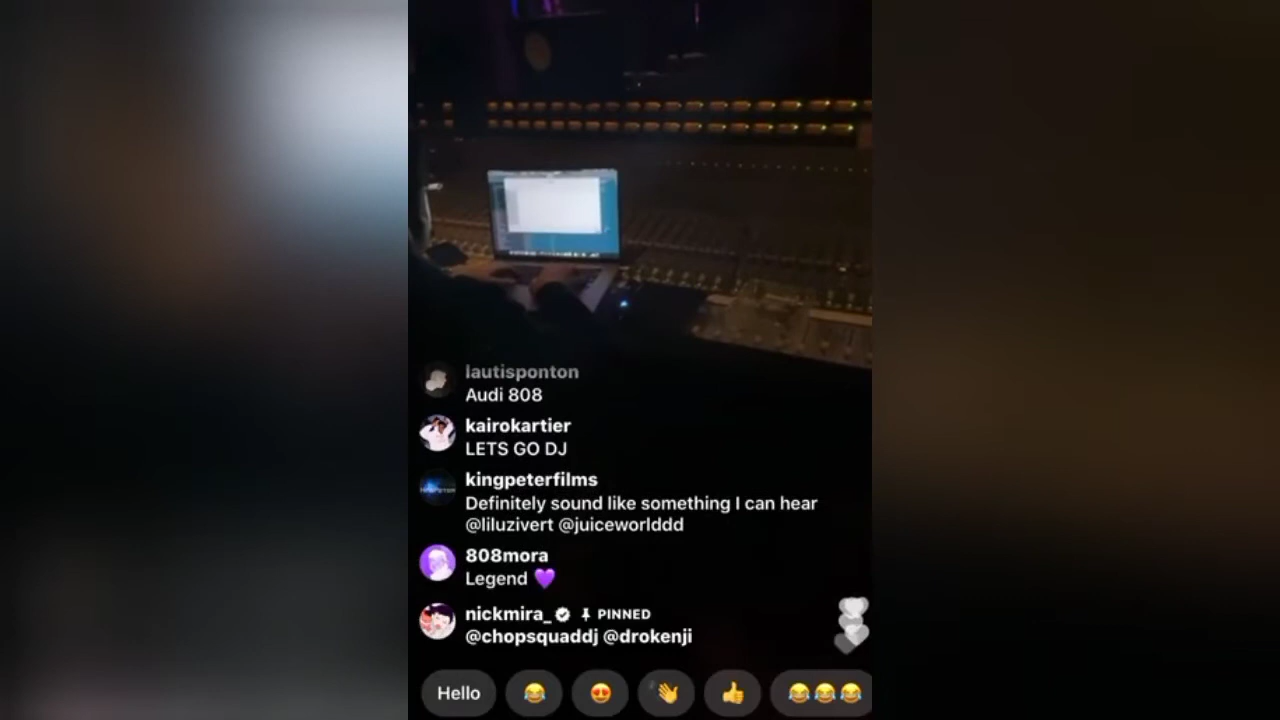 lautisponton
Audi 808
kairokartier
LETS GO DJ
kingpeterfilms
Definitely sound like something I can hear
@liluzivert @juiceworlddd
808mora
Legend 💜
nickmira_ PINNED
@chopsquaddj @drokenji
Hello 😂 😍 👋 👍 😂😂😂